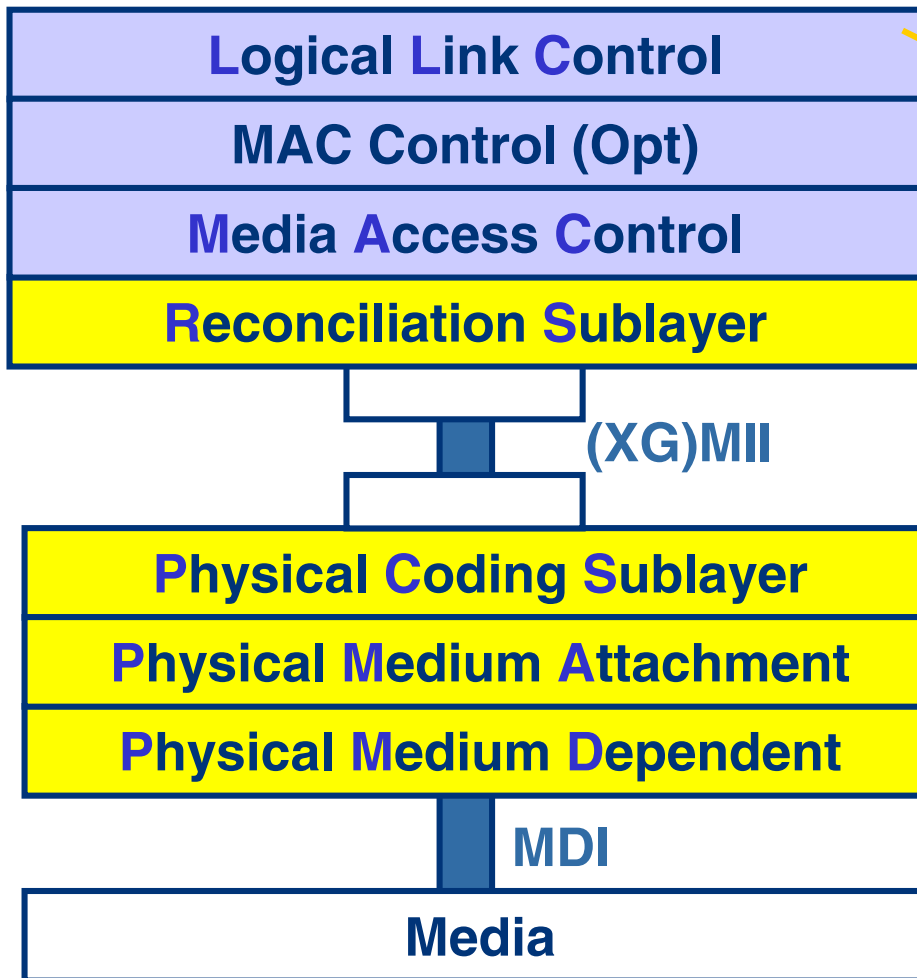 Logical Link Control
MAC Control (Opt)
Media Access Control
Reconciliation Sublayer
(XG)MII
Physical Coding Sublayer
Physical Medium Attachment
Physical Medium Dependent
MDI
Media